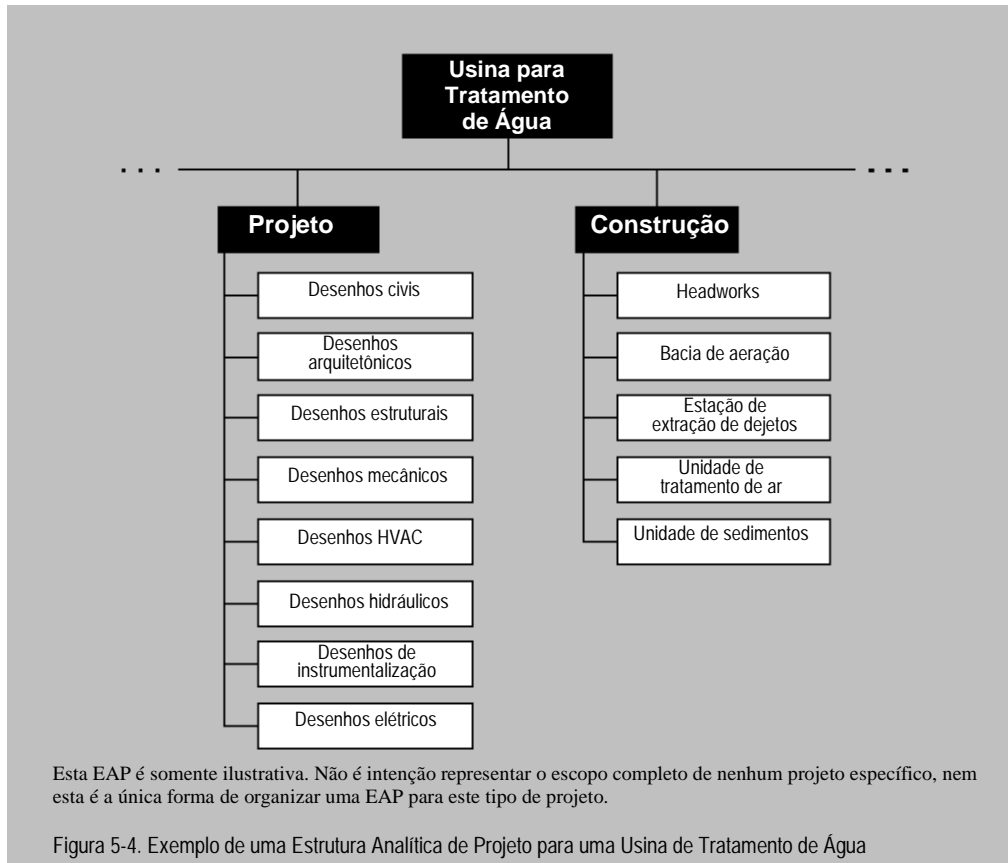 Usina para
Tratamento
de Água
. . .
. . .
Projeto
Desenhos civis
Desenhos
arquitetônicos
Desenhos estruturais
Desenhos mecânicos
Desenhos HVAC
Desenhos hidráulicos
Desenhos de
instrumentalização
Desenhos elétricos
Construção
Headworks
Bacia de aeração
Estação de
extração de dejetos
Unidade de
tratamento de ar
Unidade de sedimentos
Esta EAP é somente ilustrativa. Não é intenção representar o escopo completo de nenhum projeto específico, nem
esta é a única forma de organizar uma EAP para este tipo de projeto.
Figura 5-4. Exemplo de uma Estrutura Analítica de Projeto para uma Usina de Tratamento de Água